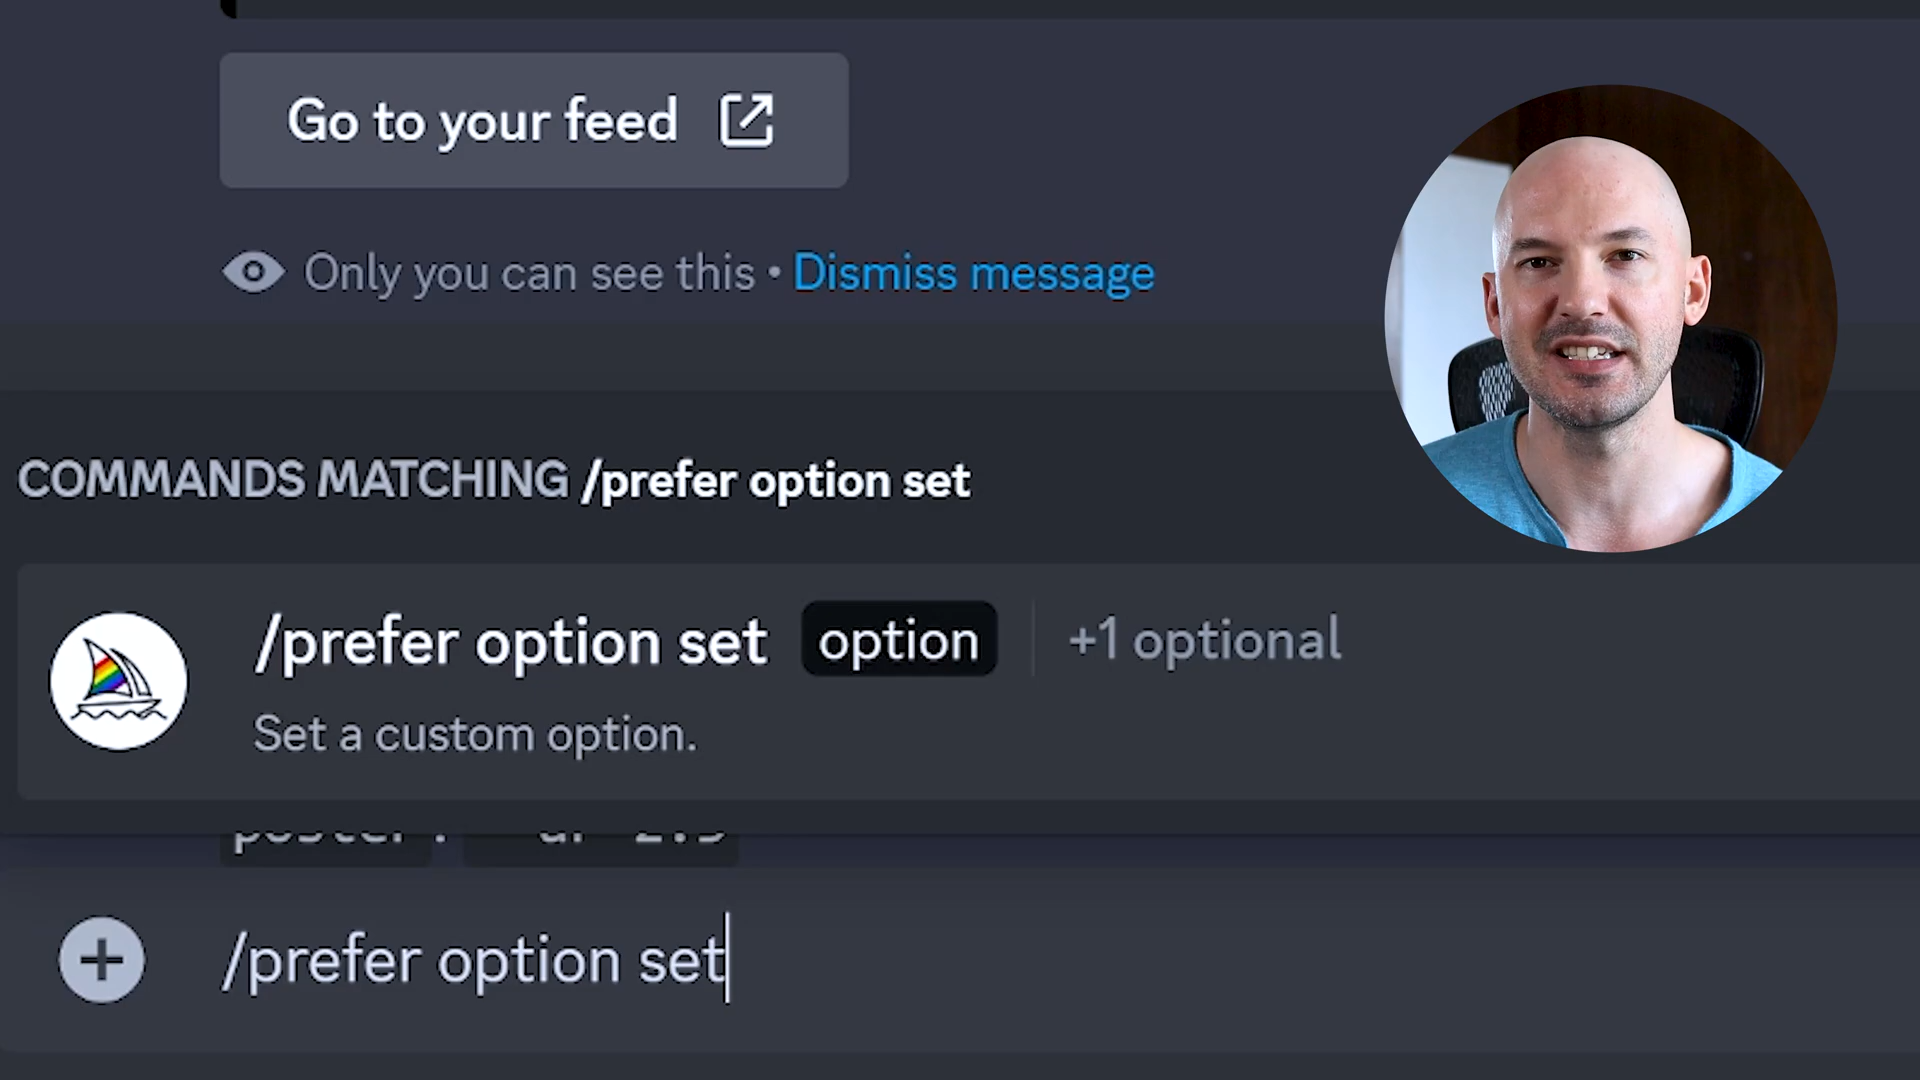 Go to your feed
Only you can see this • Dismiss message
COMMANDS MATCHING /prefer option set
/prefer option set option +1 optional
Set a custom option.
/prefer option set